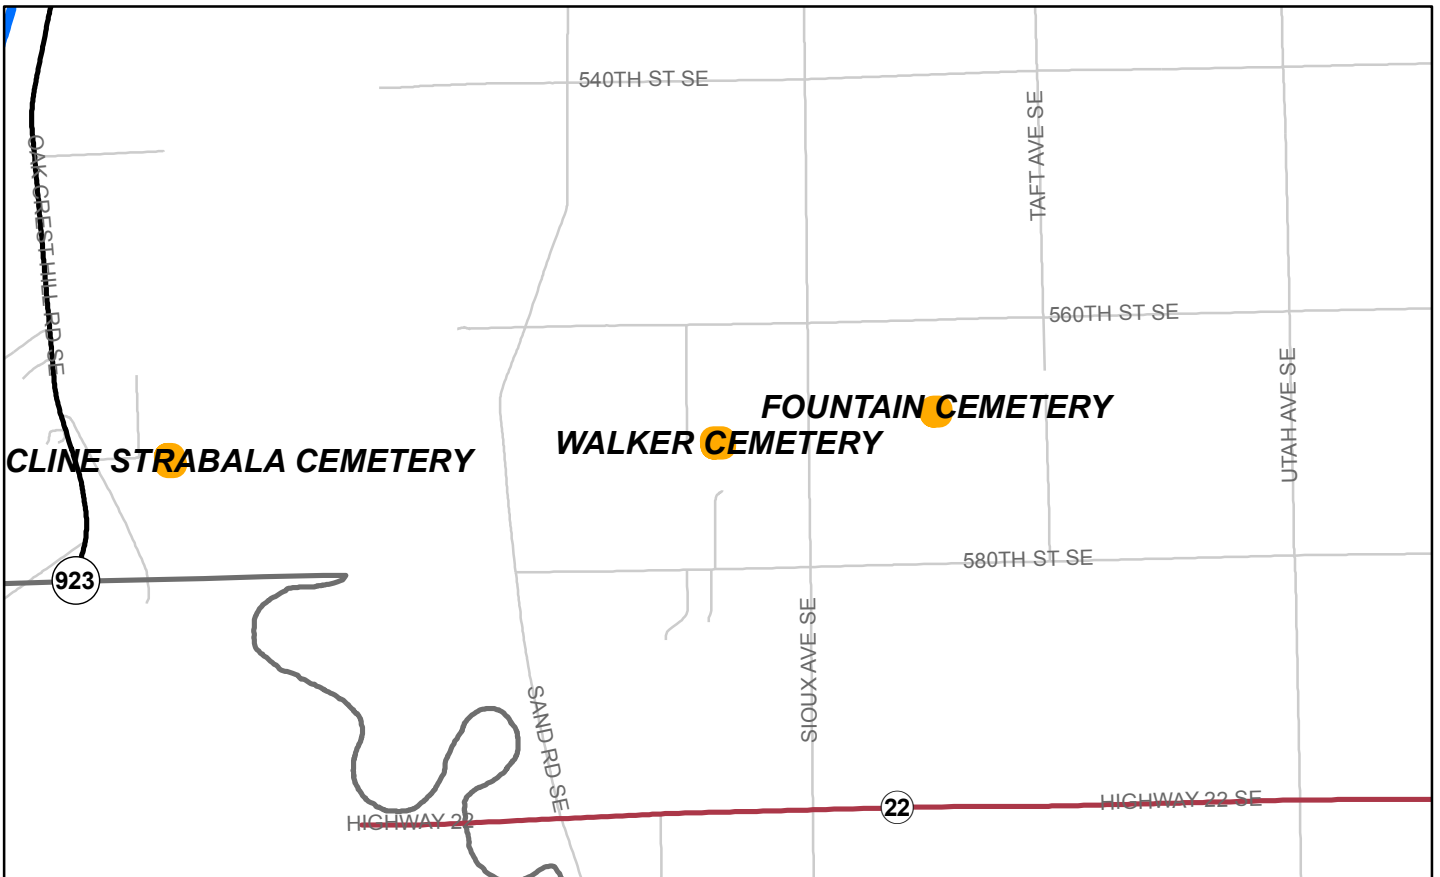 540TH ST SE
TAFT AVE SE
OAK CREST HILL RD SE
560TH ST SE
UTAH AVE SE
FOUNTAIN CEMETERY
WALKER CEMETERY
CLINE STRABALA CEMETERY
580TH ST SE
923
SIOUX AVE SE
SAND RD SE
22
HIGHWAY 22 SE
HIGHWAY 22